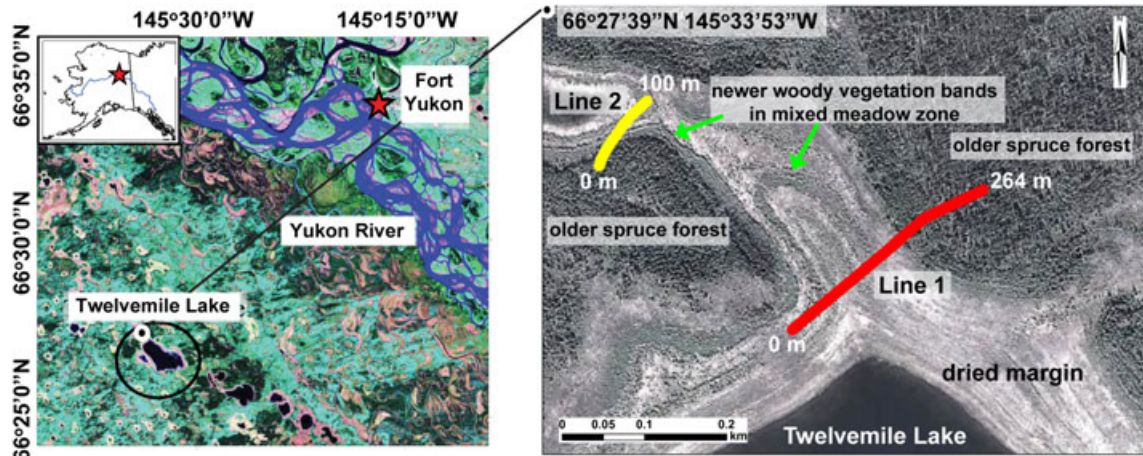 145°30’0”W
145°15’0”W
66°35’0”N
66°30’0”N
66°25’0”N
Fort
Yukon
Yukon River
Twelvemile Lake
66°27’39”N 145°33’53”W
N
100 m
Line 2
newer woody vegetation bands
in mixed meadow zone
older spruce forest
0 m
264 m
older spruce forest
Line 1
0 m
dried margin
0 0.05 0.1 0.2
km
Twelvemile Lake